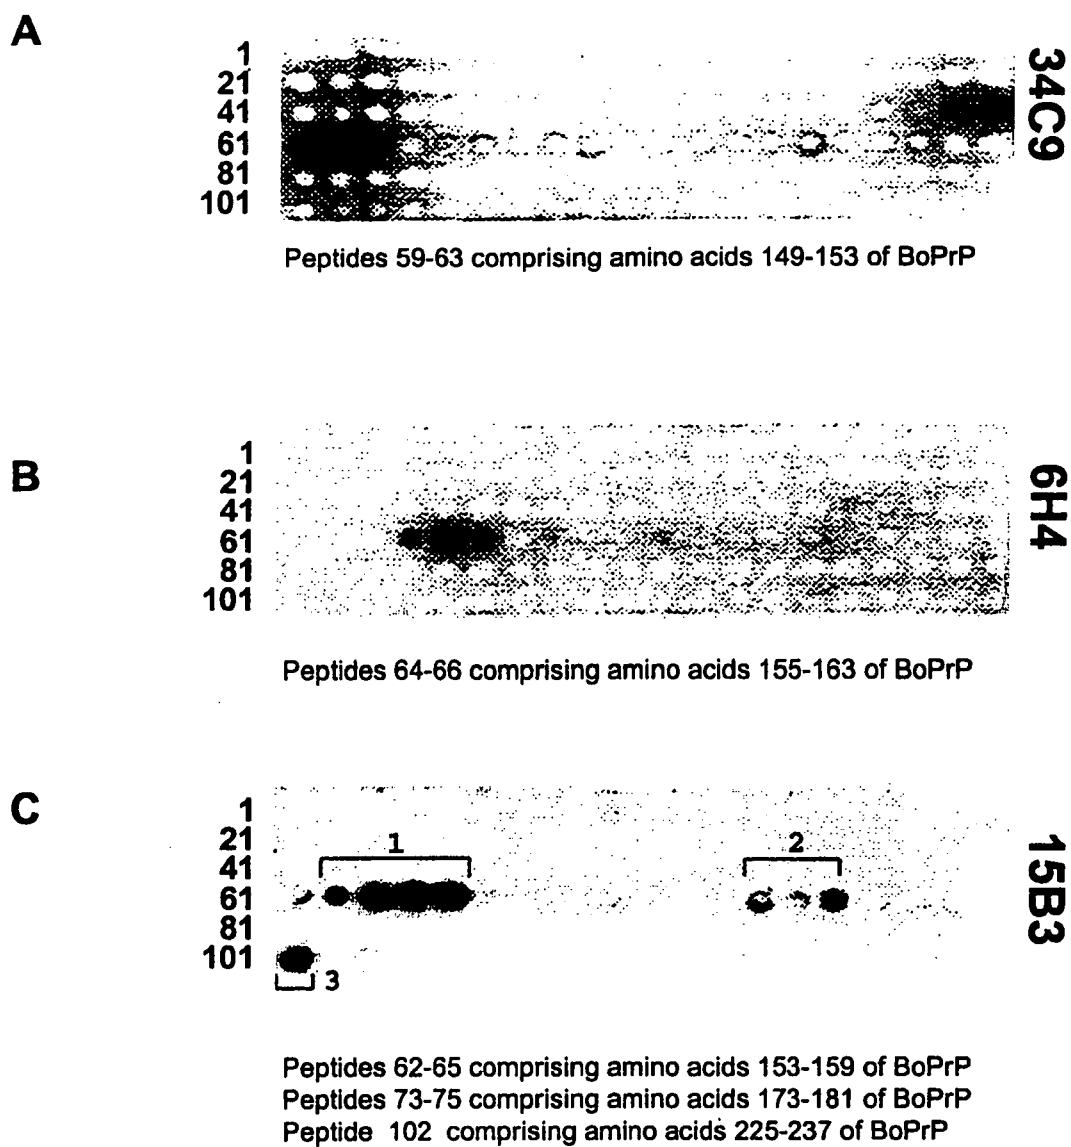 A
1
21
41
61
81
101
34C9
Peptides 59-63 comprising amino acids 149-153 of BoPrP
B
1
21
41
61
81
101
6H4
Peptides 64-66 comprising amino acids 155-163 of BoPrP
C
1
21
41
61
81
101
1
2
3
15B3
Peptides 62-65 comprising amino acids 153-159 of BoPrP
Peptides 73-75 comprising amino acids 173-181 of BoPrP
Peptide 102 comprising amino acids 225-237 of BoPrP